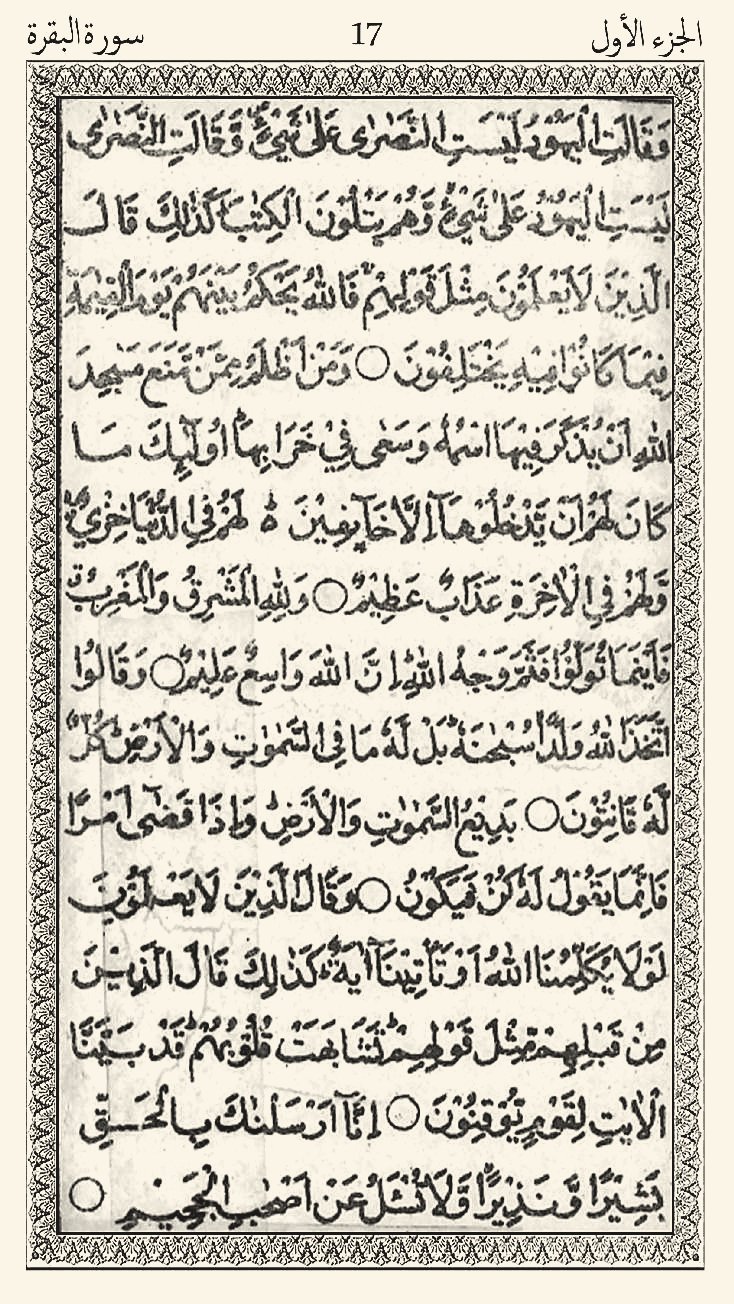 الجزء الأول 17 سورة البقرة
وَقَالَتِ الْيَهُوْدُ لَيْسَتِ النَّصٰرٰى عَلٰى شَيْءٍ ۪ وَّقَالَتِ النَّصٰرٰى
لَيْسَتِ الْيَهُوْدُ عَلٰى شَيْءٍ ۙ وَّهُمْ يَتْلُوْنَ الْكِتٰبَ ؕ كَذٰلِكَ قَالَ
الَّذِيْنَ لَا يَعْلَمُوْنَ مِثْلَ قَوْلِهِمْ ۚ فَاللّٰهُ يَحْكُمُ بَيْنَهُمْ يَوْمَ الْقِيٰمَةِ
فِيْمَا كَانُوْا فِيْهِ يَخْتَلِفُوْنَ ○ وَمَنْ اَظْلَمُ مِمَّنْ مَّنَعَ مَسٰجِدَ
اللّٰهِ اَنْ يُّذْكَرَ فِيْهَا اسْمُهٗ وَسَعٰى فِيْ خَرَابِهَا ؕ اُولٰٓئِكَ مَا
كَانَ لَهُمْ اَنْ يَّدْخُلُوْهَآ اِلَّا خَآئِفِيْنَ ؕ لَهُمْ فِي الدُّنْيَا خِزْيٌ
وَّلَهُمْ فِي الْاٰخِرَةِ عَذَابٌ عَظِيْمٌ ○ وَلِلّٰهِ الْمَشْرِقُ وَالْمَغْرِبُ ۗ
فَاَيْنَمَا تُوَلُّوْا فَثَمَّ وَجْهُ اللّٰهِ ؕ اِنَّ اللّٰهَ وَاسِعٌ عَلِيْمٌ ○ وَقَالُوا
اتَّخَذَ اللّٰهُ وَلَدًا ۙ سُبْحٰنَهٗ ؕ بَلْ لَّهٗ مَا فِي السَّمٰوٰتِ وَالْاَرْضِ ؕ كُلٌّ
لَّهٗ قَانِتُوْنَ ○ بَدِيْعُ السَّمٰوٰتِ وَالْاَرْضِ ؕ وَاِذَا قَضٰٓى اَمْرًا
فَاِنَّمَا يَقُوْلُ لَهٗ كُنْ فَيَكُوْنُ ○ وَقَالَ الَّذِيْنَ لَا يَعْلَمُوْنَ
لَوْلَا يُكَلِّمُنَا اللّٰهُ اَوْ تَاْتِيْنَآ اٰيَةٌ ؕ كَذٰلِكَ قَالَ الَّذِيْنَ
مِنْ قَبْلِهِمْ مِّثْلَ قَوْلِهِمْ ؕ تَشَابَهَتْ قُلُوْبُهُمْ ؕ قَدْ بَيَّنَّا
الْاٰيٰتِ لِقَوْمٍ يُّوْقِنُوْنَ ○ اِنَّآ اَرْسَلْنٰكَ بِالْحَقِّ
بَشِيْرًا وَّنَذِيْرًا ۙ وَّلَا تُسْـَٔلُ عَنْ اَصْحٰبِ الْجَحِيْمِ ○